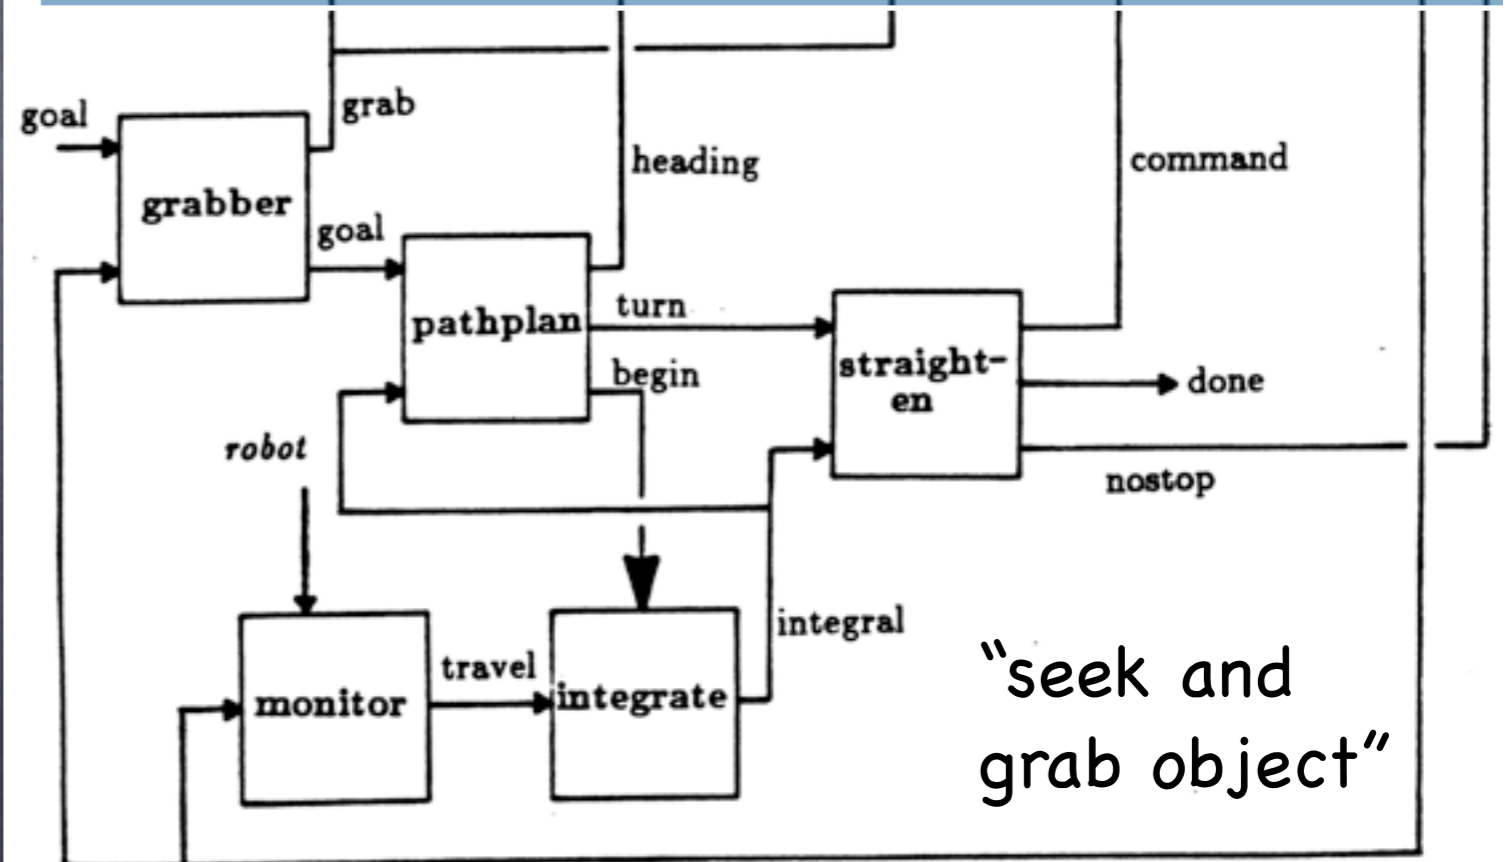 grab
goal
heading
command
grabber
goal
turn
pathplan
straight-
en
begin
done
robot
nostop
integral
travel
monitor
integrate
“seek and
grab object”